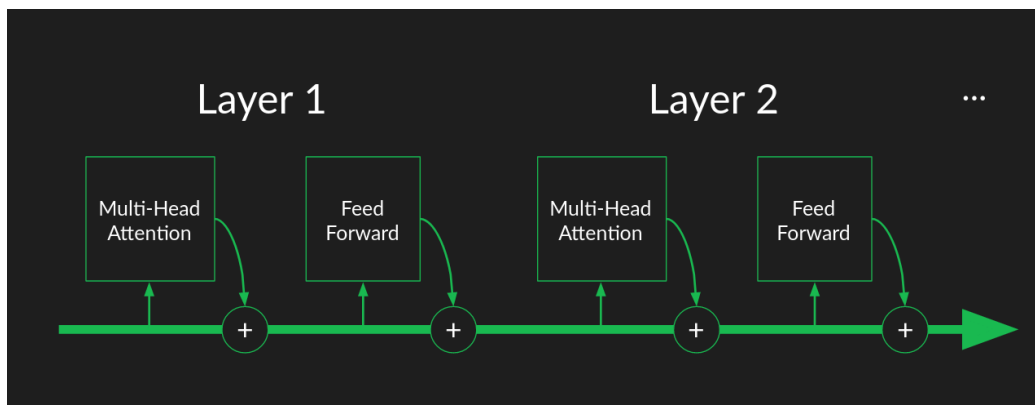 Layer 1
Layer 2
...
Multi-Head
Attention
Feed
Forward
Multi-Head
Attention
Feed
Forward
+
+
+
+